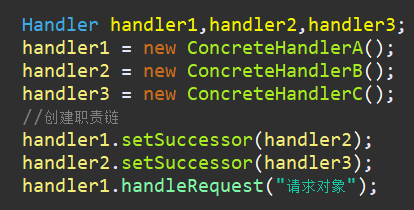 Handler handler1,handler2,handler3;
handler1 = new ConcreteHandlerA();
handler2 = new ConcreteHandlerB();
handler3 = new ConcreteHandlerC();
//创建职责链
handler1.setSuccessor(handler2);
handler2.setSuccessor(handler3);
handler1.handleRequest("请求对象");